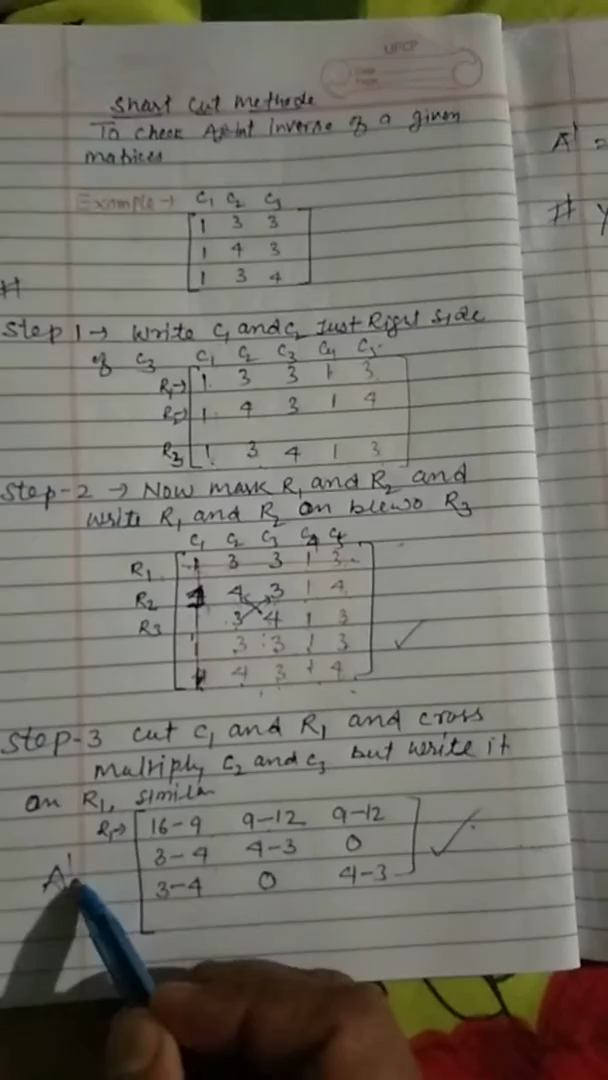 UPCP
Short cut methode
To check A inverse of a given
matrices
A' =
Example → C1 C2 C3
1 3 3
1 4 3
1 3 4
#
# Y
Step 1 → Write C1 and C2 Just Right side
of C3 C1 C2 C3 C4 C5
R1→ 1 3 3 1 3
R2→ 1 4 3 1 4
R3 1 3 4 1 3
Step-2 → Now mark R1 and R2 and
write R1 and R2 on blewo R3
C1 C2 C3 C4 C5
R1 1 3 3 1 3
R2 1 4 3 1 4
R3 3 4 1 3
1 3 3 1 3
1 4 3 1 4
Step-3 cut C1 and R1 and cross
multiply C2 and C3 but write it
on R1, similar
R1→ 16-9 9-12 9-12
3-4 4-3 0
A' 3-4 0 4-3